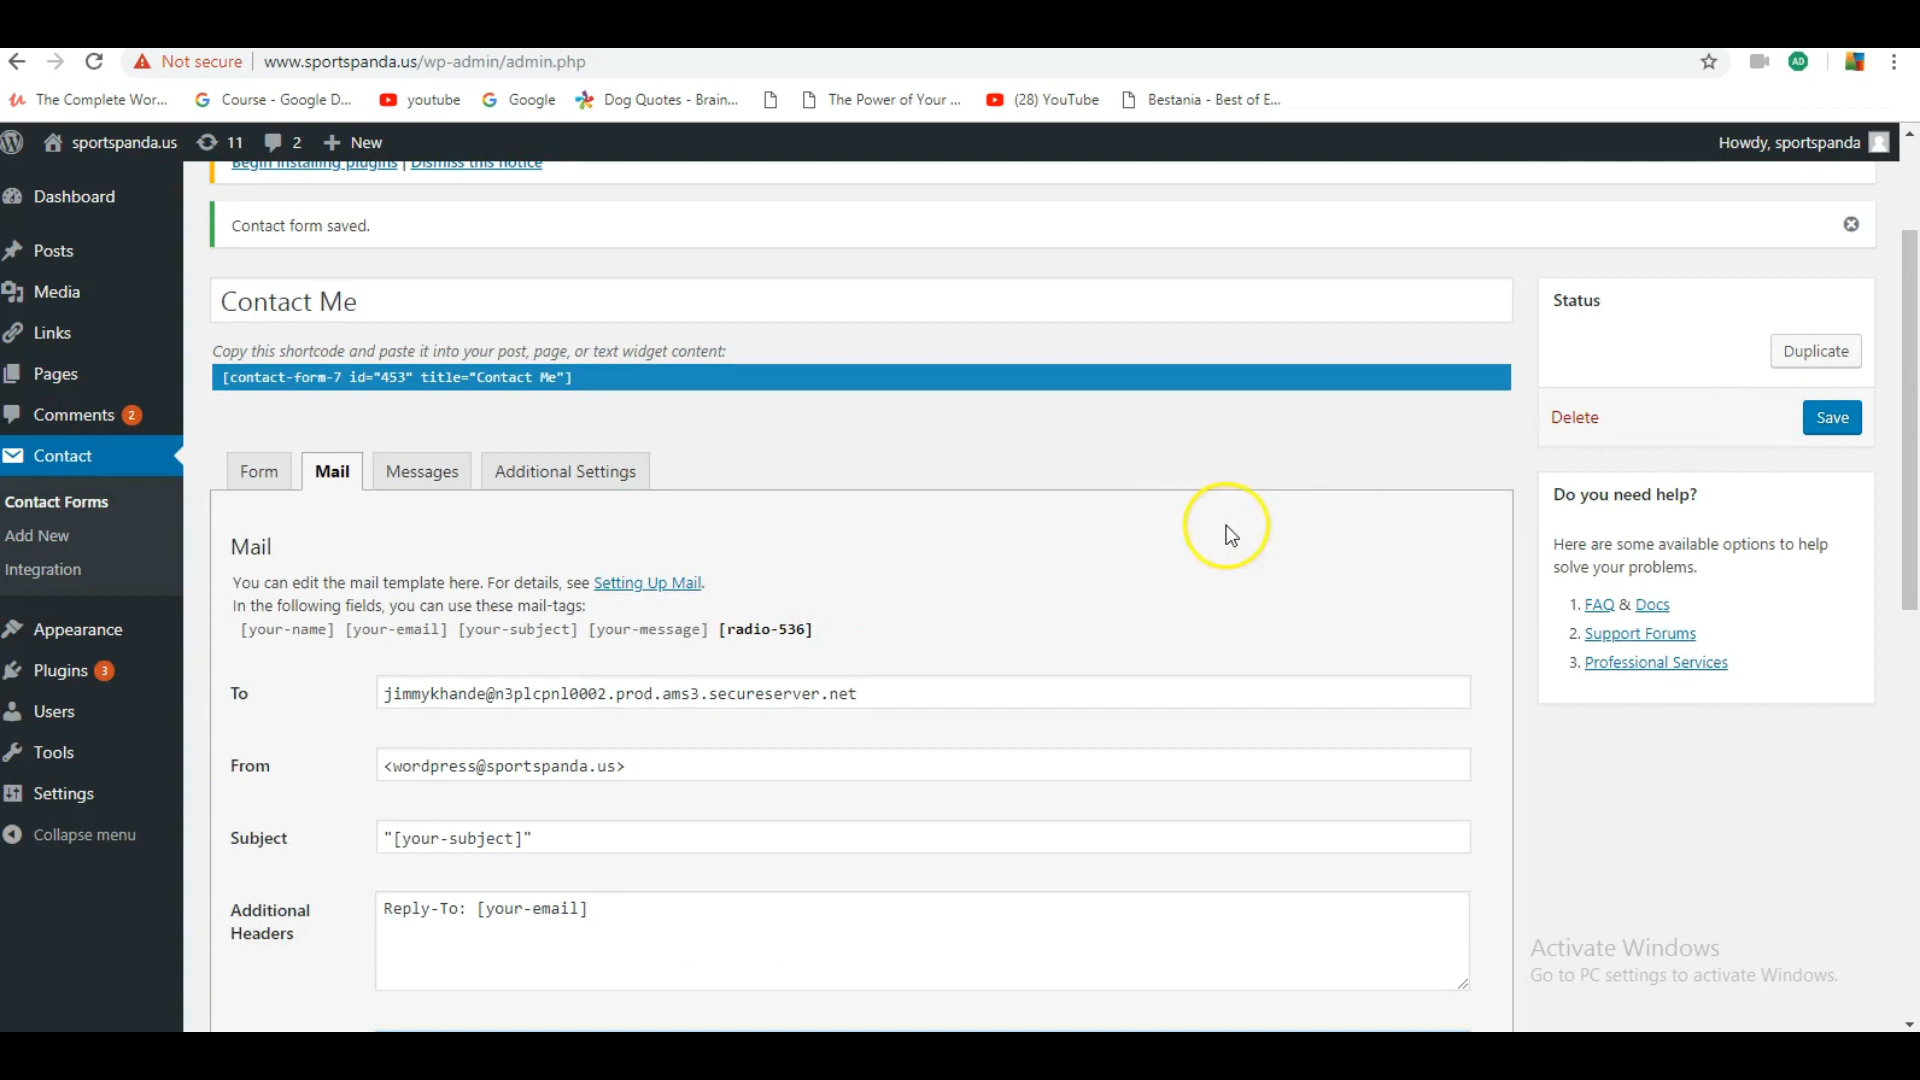 Not secure
www.sportspanda.us/wp-admin/admin.php
AD
The Complete Wor...
Course - Google D...
youtube
Google
Dog Quotes - Brain...
The Power of Your ...
(28) YouTube
Bestania - Best of E...
sportspanda.us
11
2
New
Howdy, sportspanda
Begin installing plugins | Dismiss this notice
Dashboard
Posts
Media
Links
Pages
Comments 2
Contact
Contact Forms
Add New
Integration
Appearance
Plugins 3
Users
Tools
Settings
Collapse menu
Contact form saved.
Contact Me
Copy this shortcode and paste it into your post, page, or text widget content:
[contact-form-7 id="453" title="Contact Me"]
Form
Mail
Messages
Additional Settings
Mail
You can edit the mail template here. For details, see Setting Up Mail.
In the following fields, you can use these mail-tags:
[your-name] [your-email] [your-subject] [your-message] [radio-536]
To
jimmykhande@n3plcpnl0002.prod.ams3.secureserver.net
From
<wordpress@sportspanda.us>
Subject
"[your-subject]"
Additional
Headers
Reply-To: [your-email]
Status
Duplicate
Delete
Save
Do you need help?
Here are some available options to help
solve your problems.
1. FAQ & Docs
2. Support Forums
3. Professional Services
Activate Windows
Go to PC settings to activate Windows.